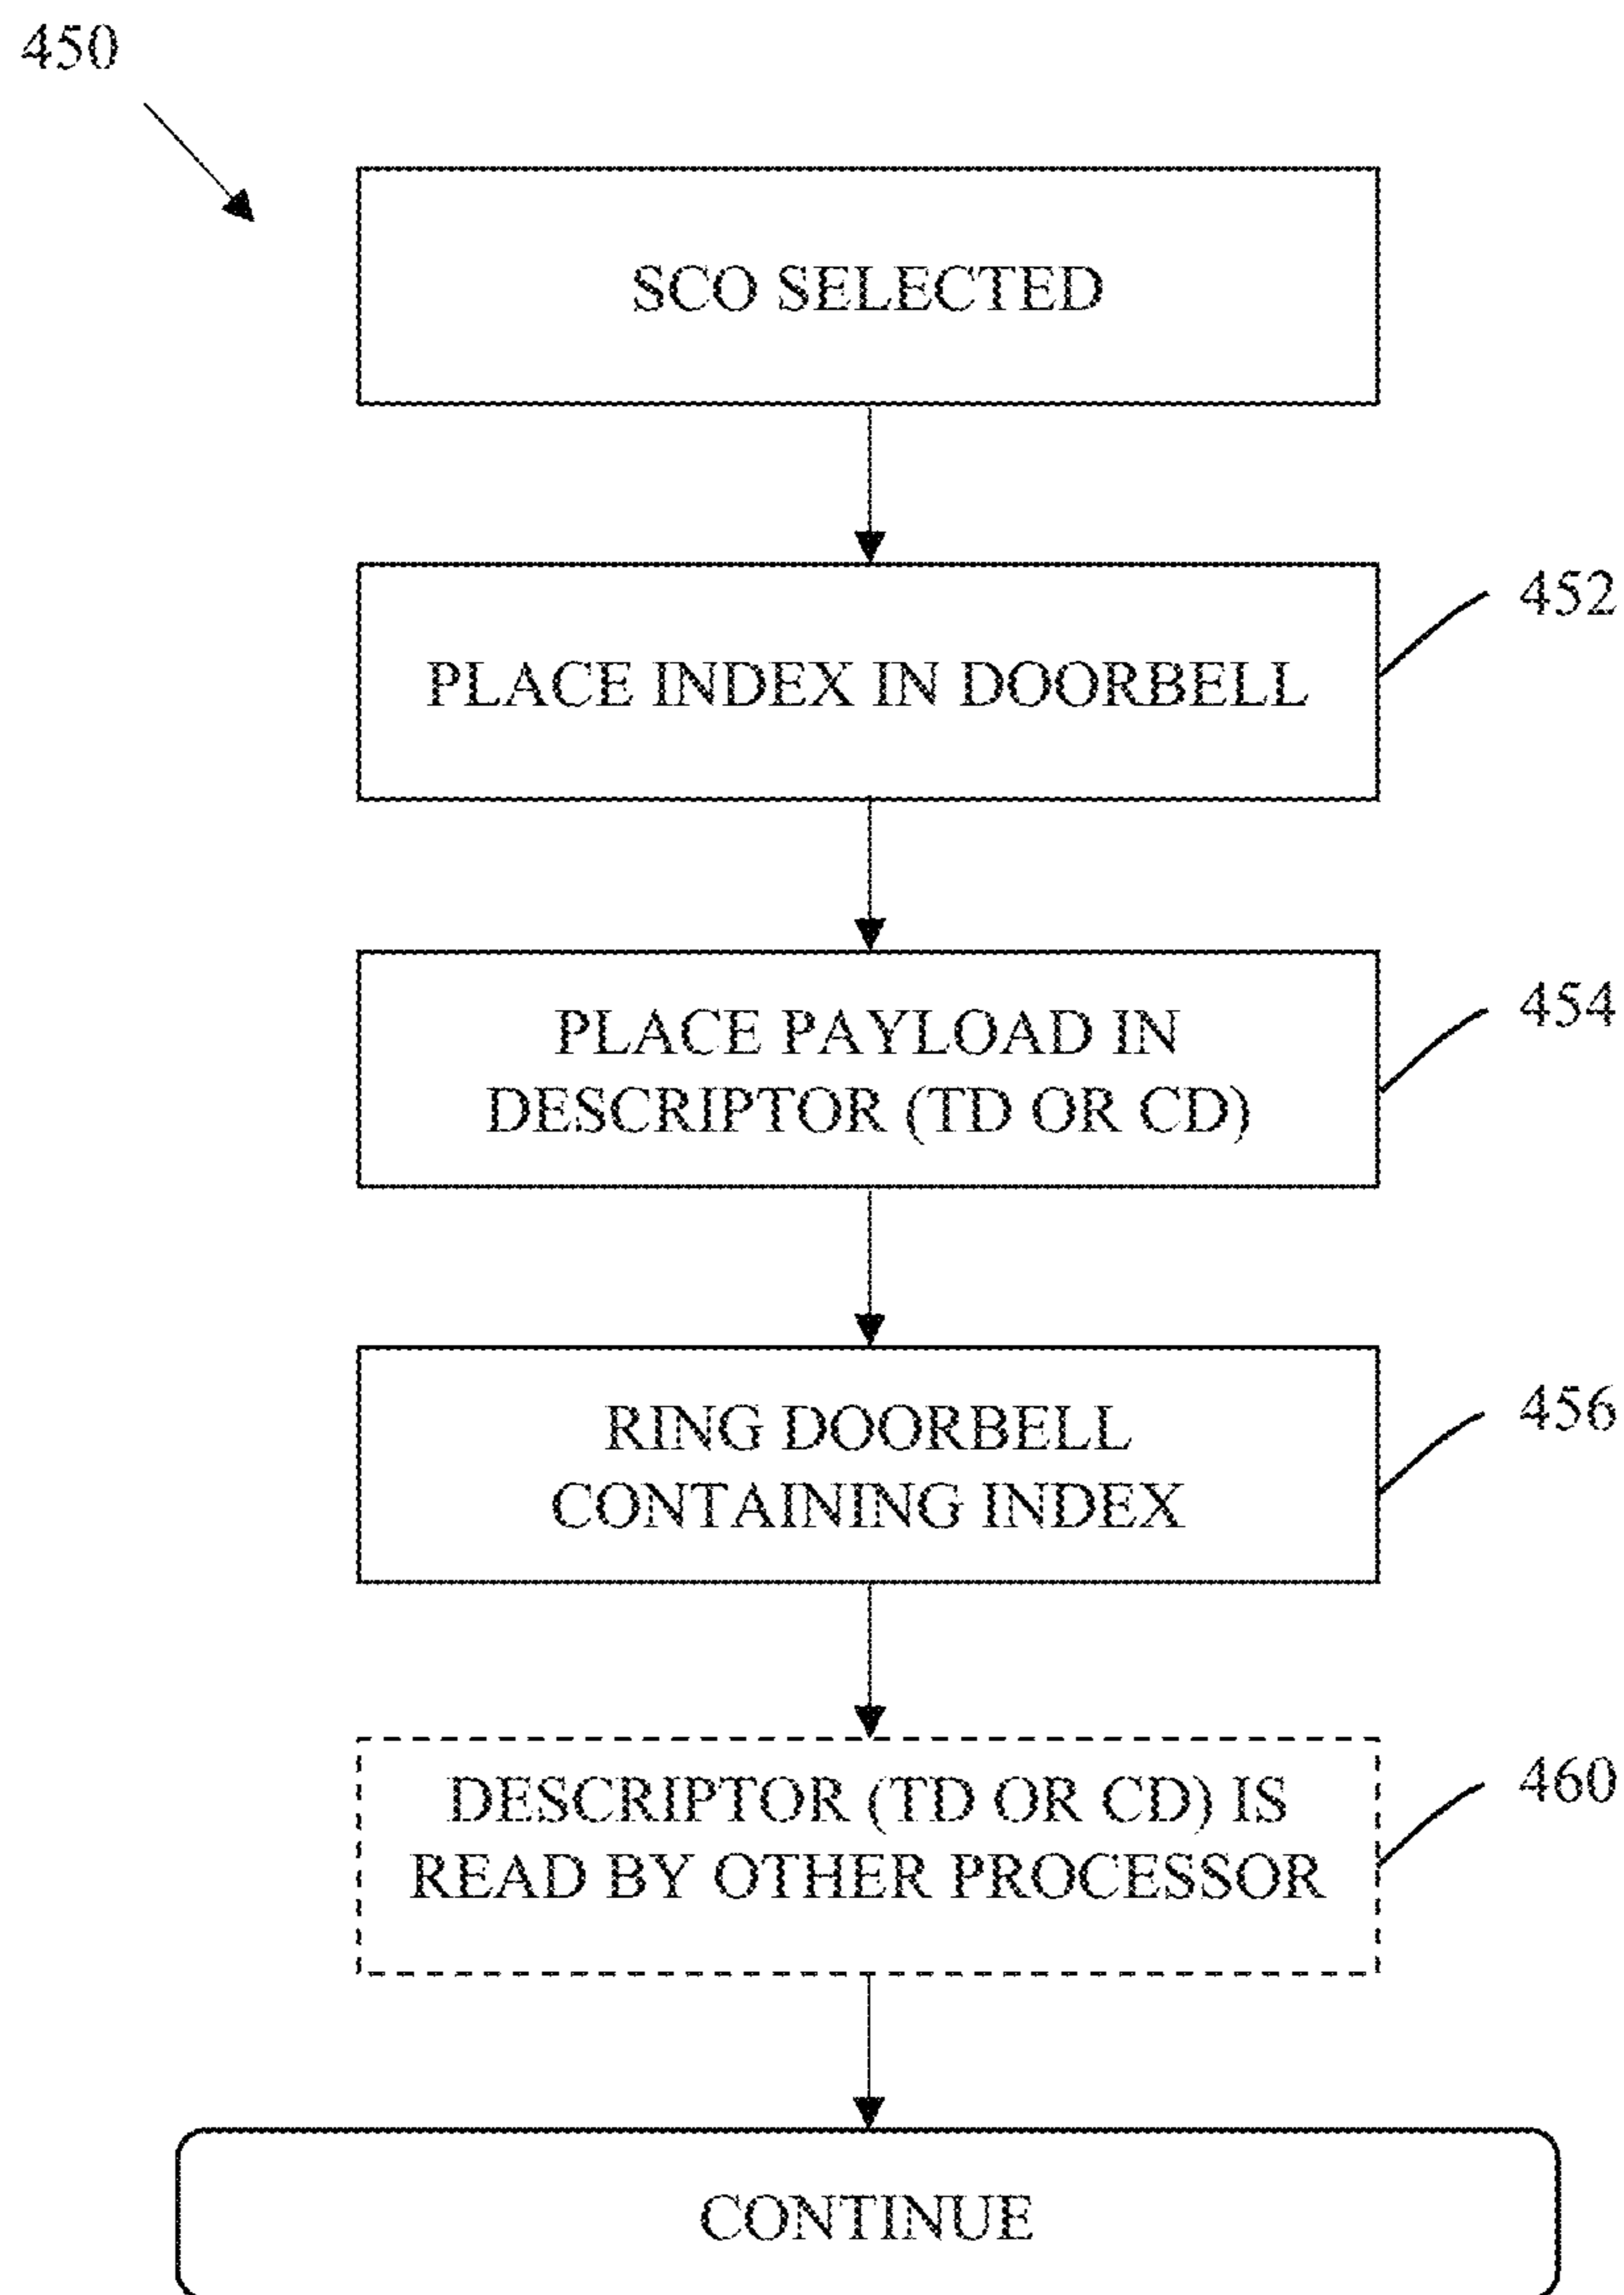 450
SCO SELECTED
PLACE INDEX IN DOORBELL
452
PLACE PAYLOAD IN
DESCRIPTOR (TD OR CD)
454
RING DOORBELL
CONTAINING INDEX
456
DESCRIPTOR (TD OR CD) IS
READ BY OTHER PROCESSOR
460
CONTINUE